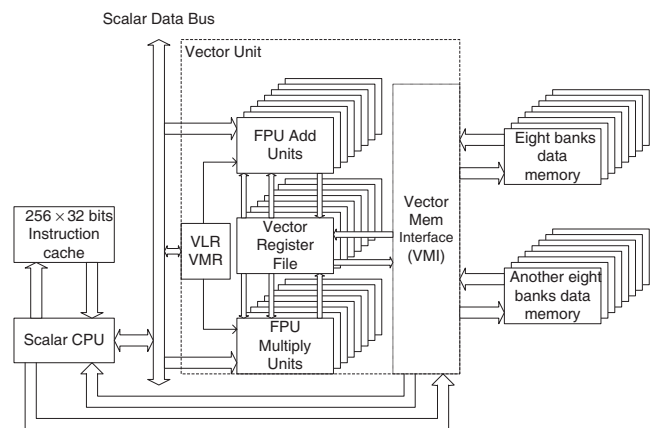 Scalar Data Bus
Vector Unit
FPU Add
Units
Eight banks
data
memory
256 × 32 bits
Instruction
cache
VLR
VMR
Vector
Register
File
Vector
Mem
Interface
(VMI)
Another eight
banks data
memory
Scalar CPU
FPU
Multiply
Units